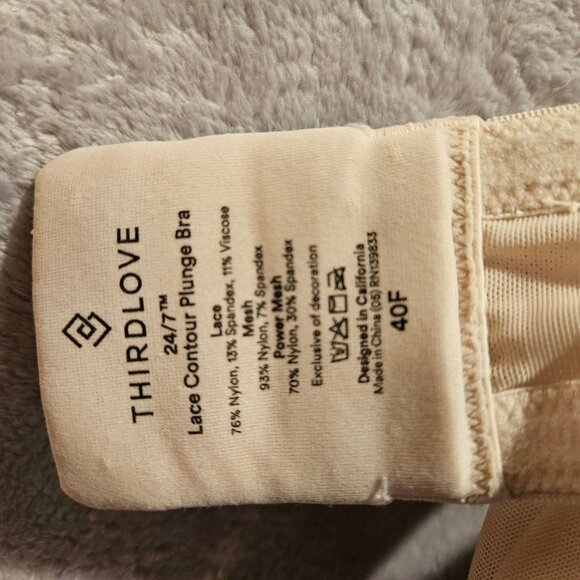 THIRDLOVE
24/7™
Lace Contour Plunge Bra
Lace
76% Nylon, 13% Spandex, 11% Viscose
Mesh
93% Nylon, 7% Spandex
Power Mesh
70% Nylon, 30% Spandex
Exclusive of decoration
Designed in California
Made in China (06) RN139833
40F